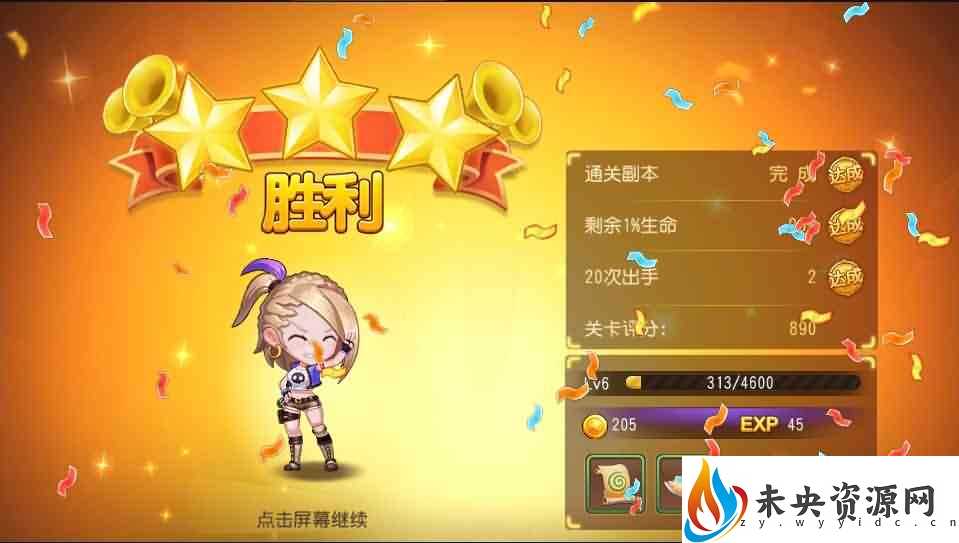 胜利
通关副本 完成 达成
剩余1%生命 达成
20次出手 2 达成
关卡评分: 890
Lv6 313/4600
205 EXP 45
点击屏幕继续
未央资源网
zy.wyyidc.cn